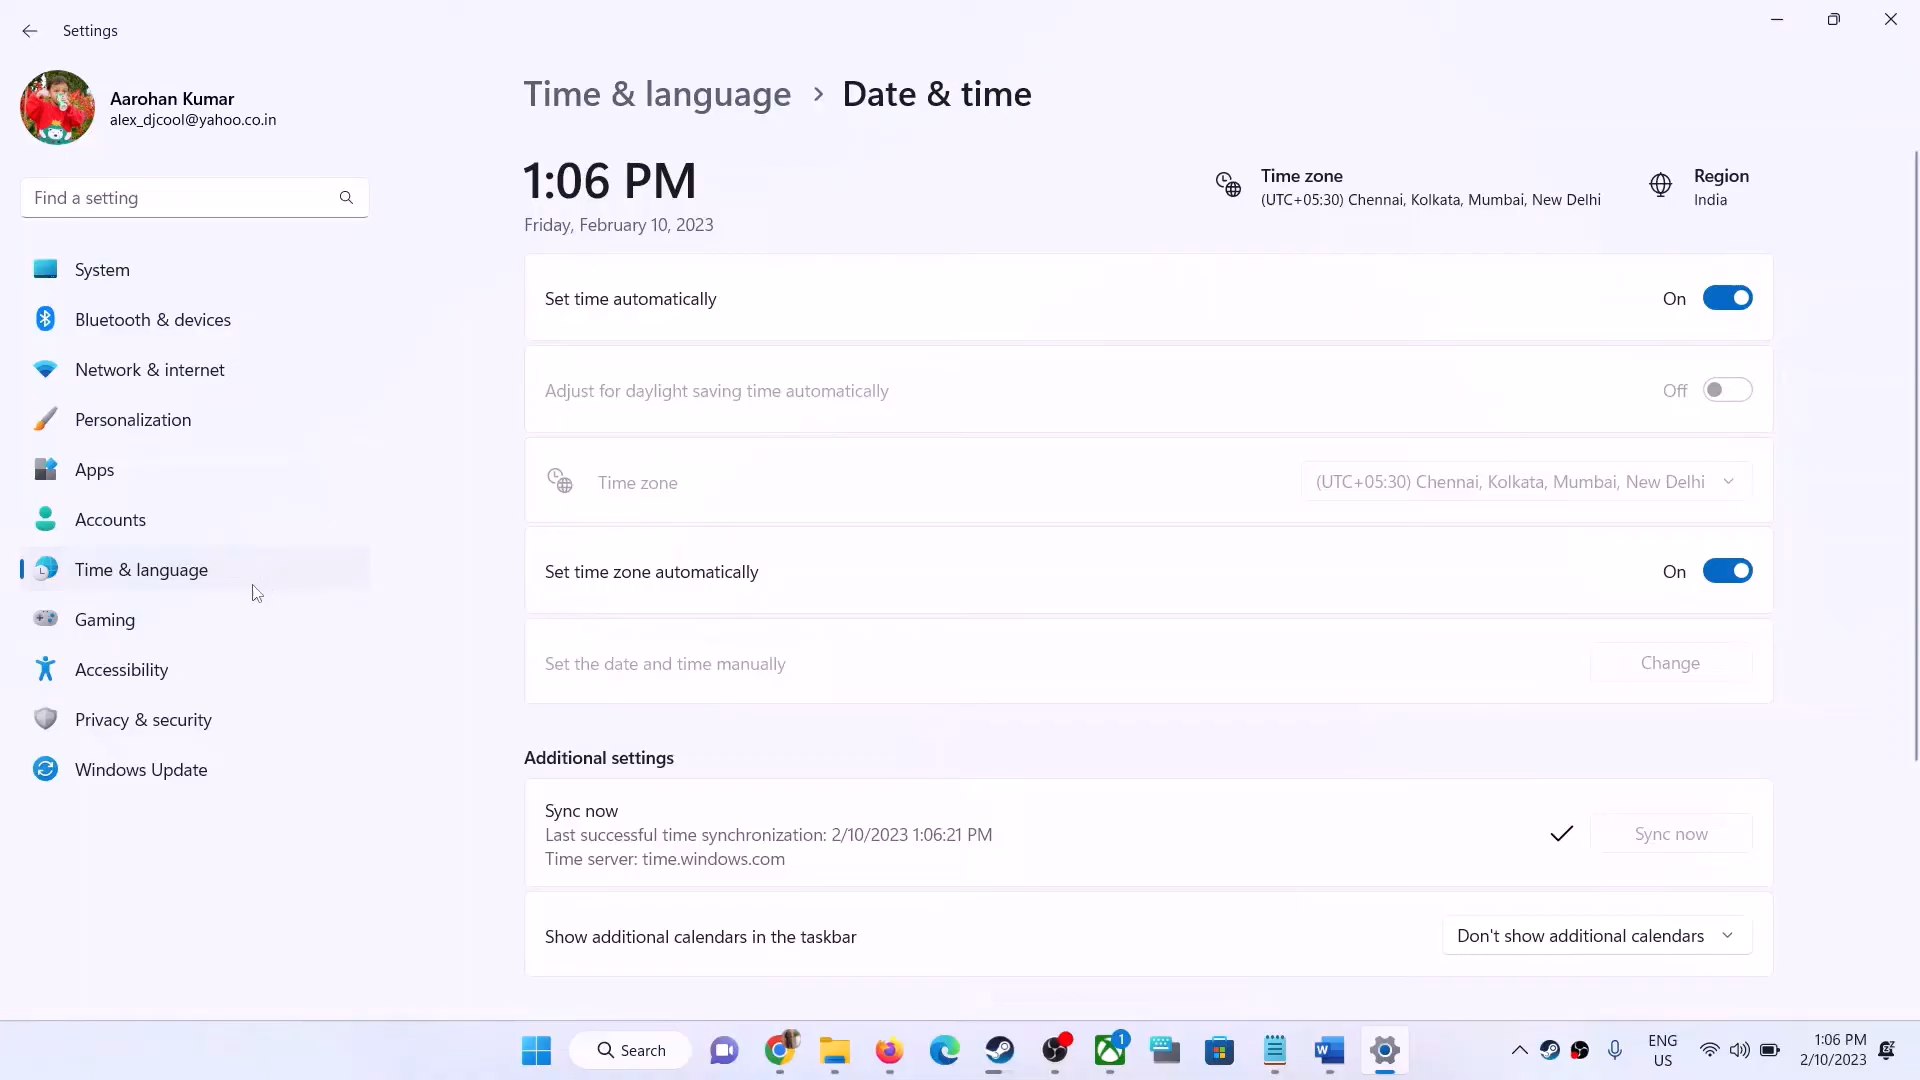 Settings
Aarohan Kumar
alex_djcool@yahoo.co.in
Find a setting
System
Bluetooth & devices
Network & internet
Personalization
Apps
Accounts
Time & language
Gaming
Accessibility
Privacy & security
Windows Update
Time & language › Date & time
1:06 PM
Friday, February 10, 2023
Time zone
(UTC+05:30) Chennai, Kolkata, Mumbai, New Delhi
Region
India
Set time automatically On
Adjust for daylight saving time automatically Off
Time zone (UTC+05:30) Chennai, Kolkata, Mumbai, New Delhi
Set time zone automatically On
Set the date and time manually Change
Additional settings
Sync now
Last successful time synchronization: 2/10/2023 1:06:21 PM
Time server: time.windows.com
Sync now
Show additional calendars in the taskbar Don't show additional calendars
Search
1
ENG
US
1:06 PM
2/10/2023